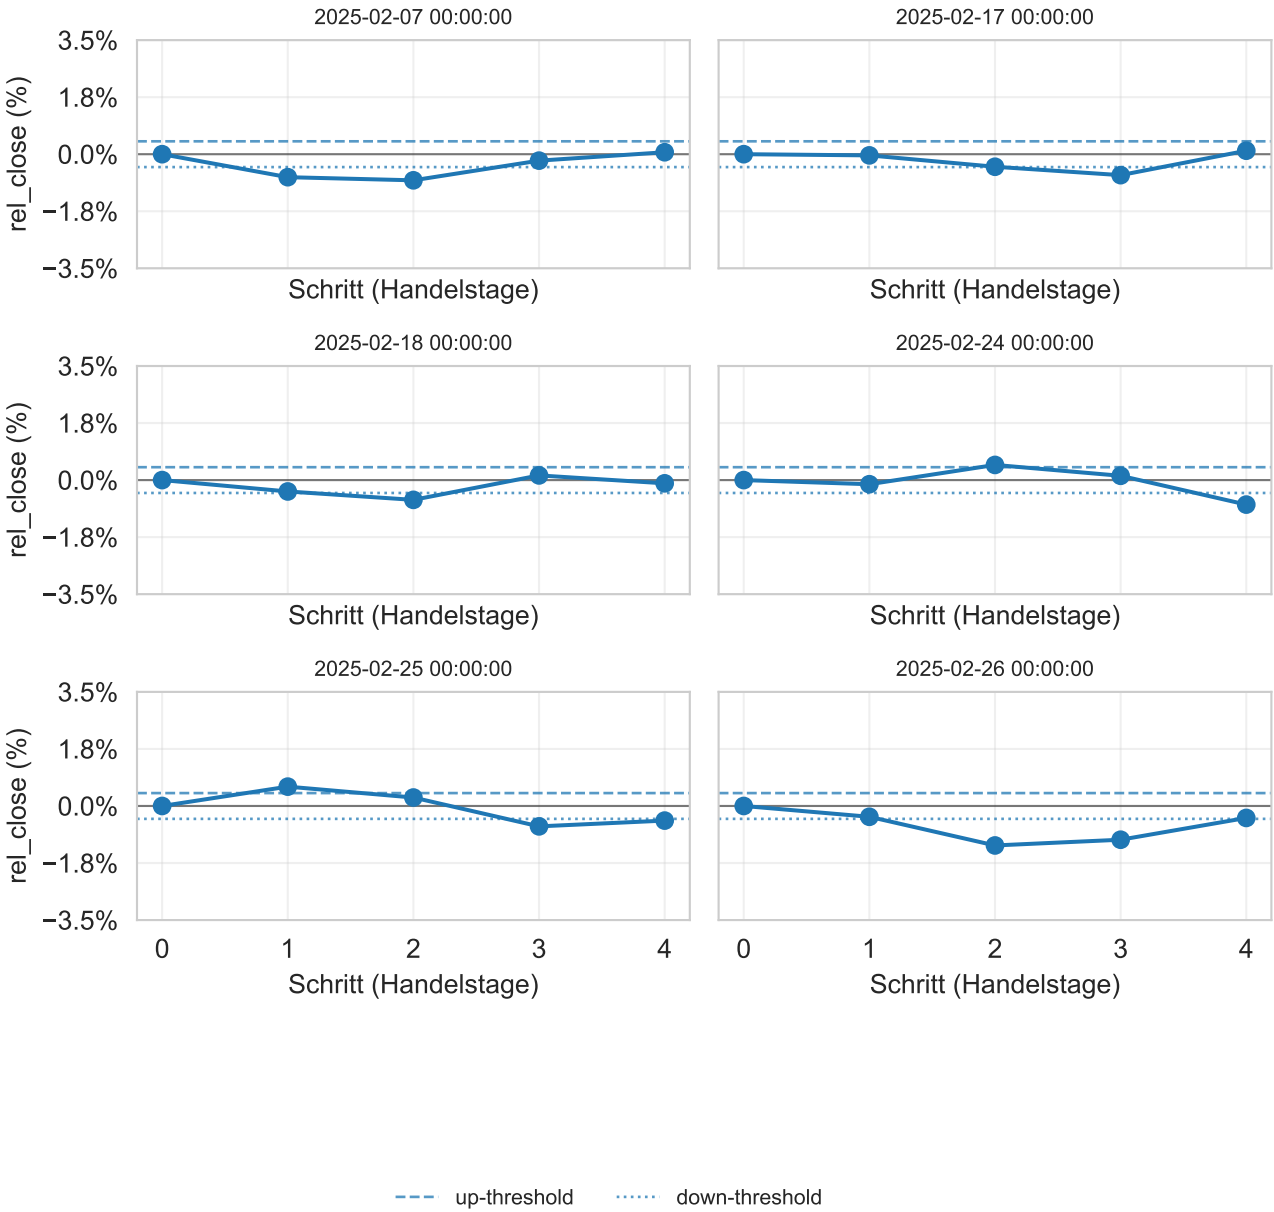 2025-02-07 00:00:00
2025-02-17 00:00:00
3.5%
1.8%
0.0%
−1.8%
−3.5%
rel_close (%)
Schritt (Handelstage)
Schritt (Handelstage)
2025-02-18 00:00:00
2025-02-24 00:00:00
3.5%
1.8%
0.0%
−1.8%
−3.5%
rel_close (%)
Schritt (Handelstage)
Schritt (Handelstage)
2025-02-25 00:00:00
2025-02-26 00:00:00
3.5%
1.8%
0.0%
−1.8%
−3.5%
rel_close (%)
0 1 2 3 4
0 1 2 3 4
Schritt (Handelstage)
Schritt (Handelstage)
up-threshold
down-threshold